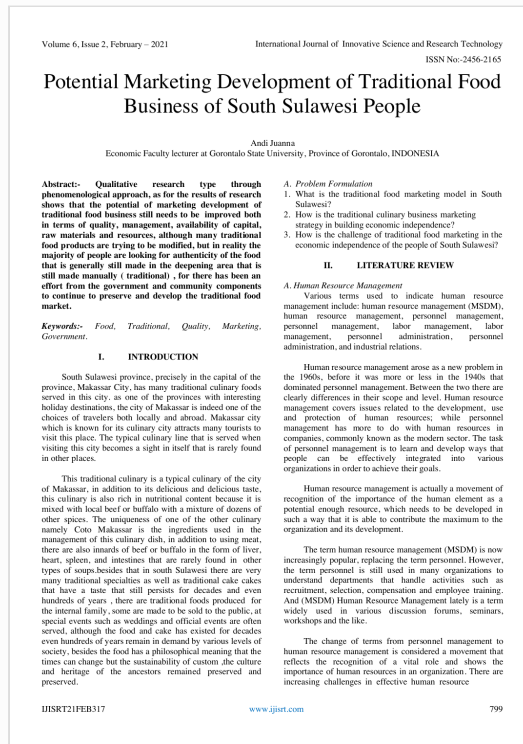 Volume 6, Issue 2, February – 2021
International Journal of Innovative Science and Research Technology
ISSN No:-2456-2165
Potential Marketing Development of Traditional Food
Business of South Sulawesi People
Andi Juanna
Economic Faculty lecturer at Gorontalo State University, Province of Gorontalo, INDONESIA
Abstract:- Qualitative research type through
phenomenological approach, as for the results of research
shows that the potential of marketing development of
traditional food business still needs to be improved both
in terms of quality, management, availability of capital,
raw materials and resources, although many traditional
food products are trying to be modified, but in reality the
majority of people are looking for authenticity of the food
that is generally still made in the deepening area that is
still made manually ( traditional) , for there has been an
effort from the government and community components
to continue to preserve and develop the traditional food
market.
Keywords:- Food, Traditional, Quality, Marketing,
Government.
I. INTRODUCTION
South Sulawesi province, precisely in the capital of the
province, Makassar City, has many traditional culinary foods
served in this city. as one of the provinces with interesting
holiday destinations, the city of Makassar is indeed one of the
choices of travelers both locally and abroad. Makassar city
which is known for its culinary city attracts many tourists to
visit this place. The typical culinary line that is served when
visiting this city becomes a sight in itself that is rarely found
in other places.
This traditional culinary is a typical culinary of the city
of Makassar, in addition to its delicious and delicious taste,
this culinary is also rich in nutritional content because it is
mixed with local beef or buffalo with a mixture of dozens of
other spices. The uniqueness of one of the other culinary
namely Coto Makassar is the ingredients used in the
management of this culinary dish, in addition to using meat,
there are also innards of beef or buffalo in the form of liver,
heart, spleen, and intestines that are rarely found in other
types of soups.besides that in south Sulawesi there are very
many traditional specialties as well as traditional cake cakes
that have a taste that still persists for decades and even
hundreds of years , there are traditional foods produced for
the internal family, some are made to be sold to the public, at
special events such as weddings and official events are often
served, although the food and cake has existed for decades
even hundreds of years remain in demand by various levels of
society, besides the food has a philosophical meaning that the
times can change but the sustainability of custom ,the culture
and heritage of the ancestors remained preserved and
preserved.
A. Problem Formulation
1. What is the traditional food marketing model in South
Sulawesi?
2. How is the traditional culinary business marketing
strategy in building economic independence?
3. How is the challenge of traditional food marketing in the
economic independence of the people of South Sulawesi?
II. LITERATURE REVIEW
A. Human Resource Management
Various terms used to indicate human resource
management include: human resource management (MSDM),
human resource management, personnel management,
personnel management, labor management, labor
management, personnel administration, personnel
administration, and industrial relations.
Human resource management arose as a new problem in
the 1960s, before it was more or less in the 1940s that
dominated personnel management. Between the two there are
clearly differences in their scope and level. Human resource
management covers issues related to the development, use
and protection of human resources; while personnel
management has more to do with human resources in
companies, commonly known as the modern sector. The task
of personnel management is to learn and develop ways that
people can be effectively integrated into various
organizations in order to achieve their goals.
Human resource management is actually a movement of
recognition of the importance of the human element as a
potential enough resource, which needs to be developed in
such a way that it is able to contribute the maximum to the
organization and its development.
The term human resource management (MSDM) is now
increasingly popular, replacing the term personnel. However,
the term personnel is still used in many organizations to
understand departments that handle activities such as
recruitment, selection, compensation and employee training.
And (MSDM) Human Resource Management lately is a term
widely used in various discussion forums, seminars,
workshops and the like.
The change of terms from personnel management to
human resource management is considered a movement that
reflects the recognition of a vital role and shows the
importance of human resources in an organization. There are
increasing challenges in effective human resource
IJISRT21FEB317
www.ijisrt.com
799